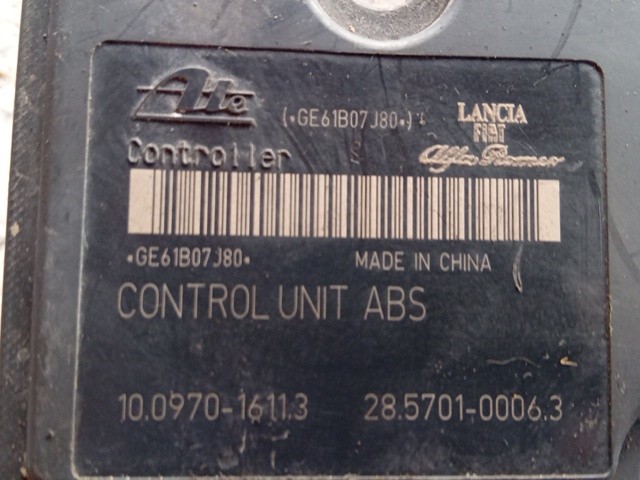 Ate (*GE61B07J80*) LANCIA
FIAT
Controller Alfa Romeo
*GE61B07J80* MADE IN CHINA
CONTROL UNIT ABS
10.0970-1611.3 28.5701-0006.3